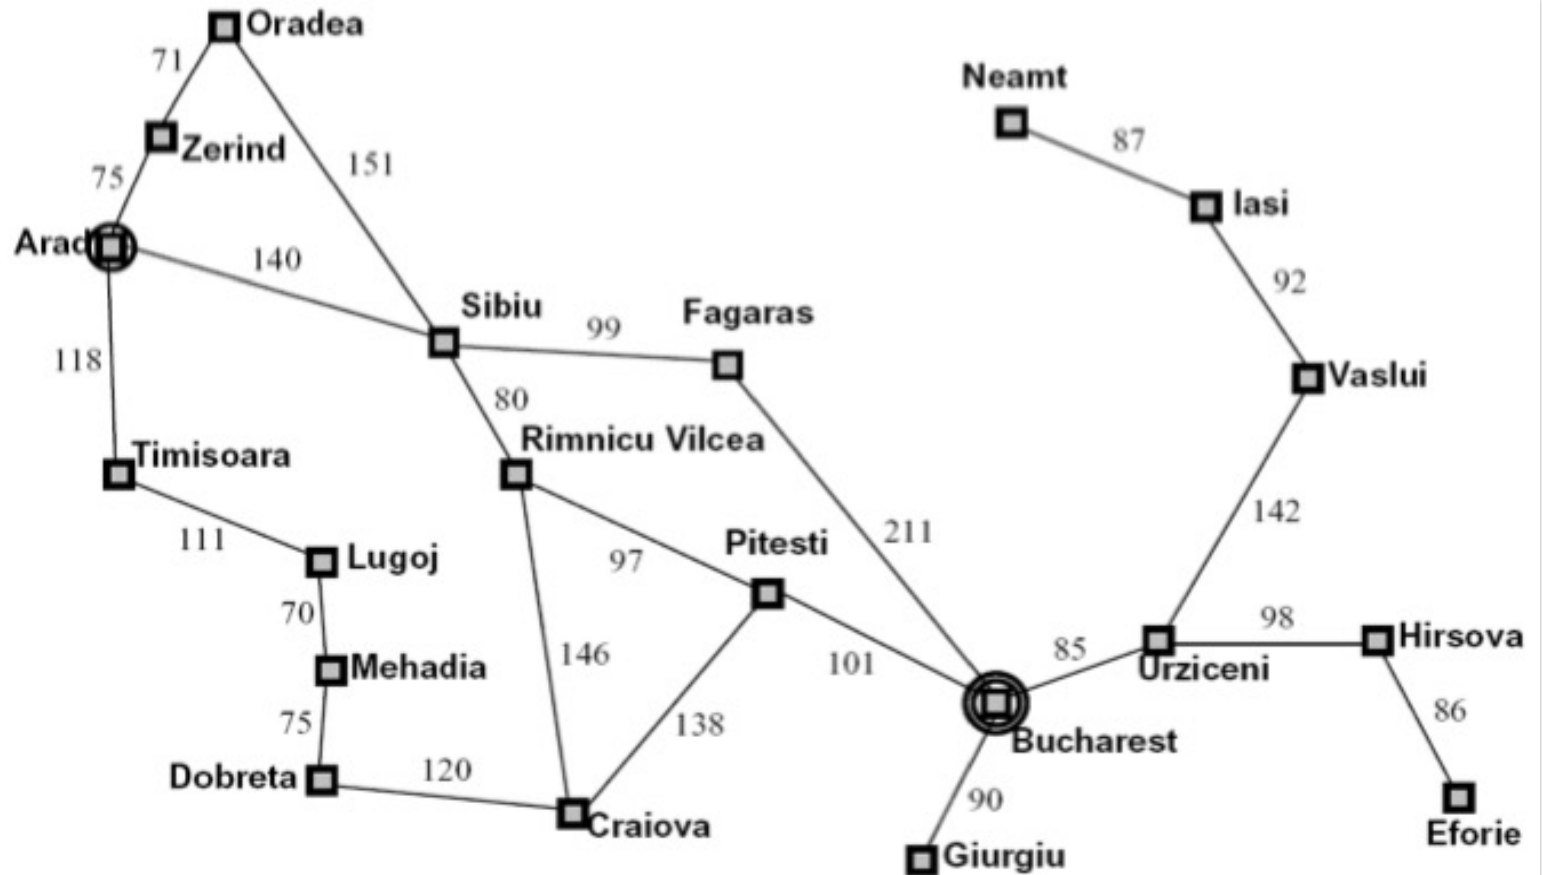 Oradea
71
Neamt
87
Zerind
151
75
Iasi
Arad
140
92
Sibiu
Fagaras
99
118
Vaslui
80
Rimnicu Vilcea
Timisoara
142
211
111
Pitesti
Lugoj
97
70
98
Hirsova
146
85
101
Mehadia
Urziceni
86
75
138
Bucharest
Dobreta
120
90
Craiova
Eforie
Giurgiu